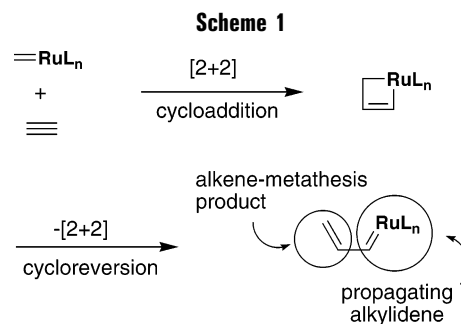 Scheme 1
=RuLn
+
[2+2]
cycloaddition
RuLn
-[2+2]
cycloreversion
alkene-metathesis
product
RuLn
propagating
alkylidene